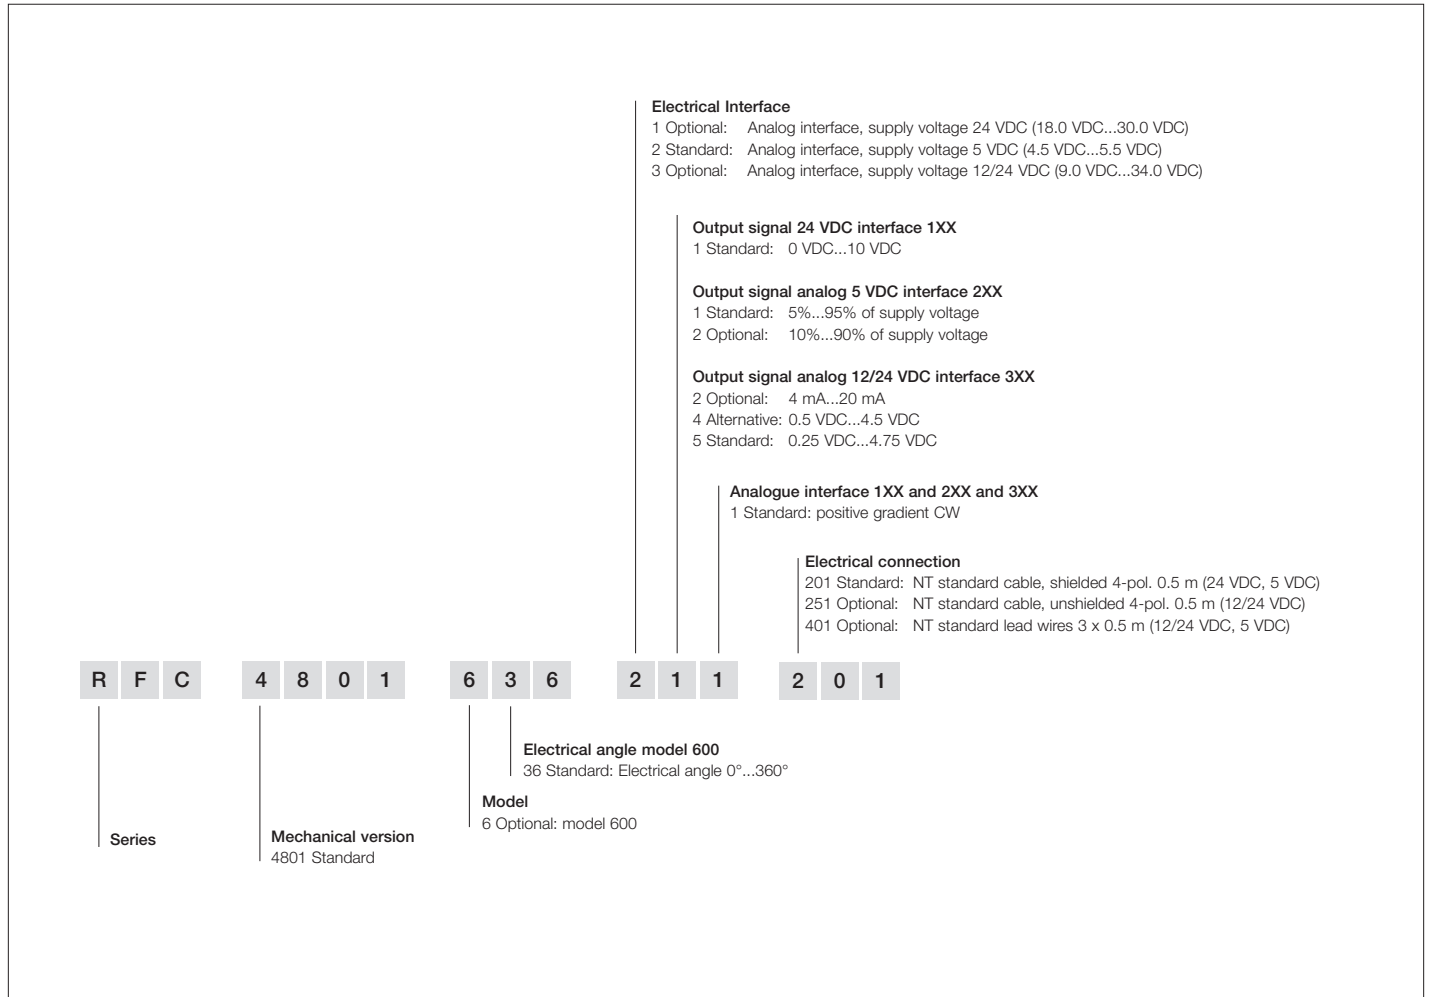 Electrical Interface
1 Optional: Analog interface, supply voltage 24 VDC (18.0 VDC...30.0 VDC)
2 Standard: Analog interface, supply voltage 5 VDC (4.5 VDC...5.5 VDC)
3 Optional: Analog interface, supply voltage 12/24 VDC (9.0 VDC...34.0 VDC)
Output signal 24 VDC interface 1XX
1 Standard: 0 VDC...10 VDC
Output signal analog 5 VDC interface 2XX
1 Standard: 5%...95% of supply voltage
2 Optional: 10%...90% of supply voltage
Output signal analog 12/24 VDC interface 3XX
2 Optional: 4 mA...20 mA
4 Alternative: 0.5 VDC...4.5 VDC
5 Standard: 0.25 VDC...4.75 VDC
Analogue interface 1XX and 2XX and 3XX
1 Standard: positive gradient CW
Electrical connection
201 Standard: NT standard cable, shielded 4-pol. 0.5 m (24 VDC, 5 VDC)
251 Optional: NT standard cable, unshielded 4-pol. 0.5 m (12/24 VDC)
401 Optional: NT standard lead wires 3 x 0.5 m (12/24 VDC, 5 VDC)
R F C 4 8 0 1 6 3 6 2 1 1 2 0 1
Electrical angle model 600
36 Standard: Electrical angle 0°...360°
Model
6 Optional: model 600
Series
Mechanical version
4801 Standard